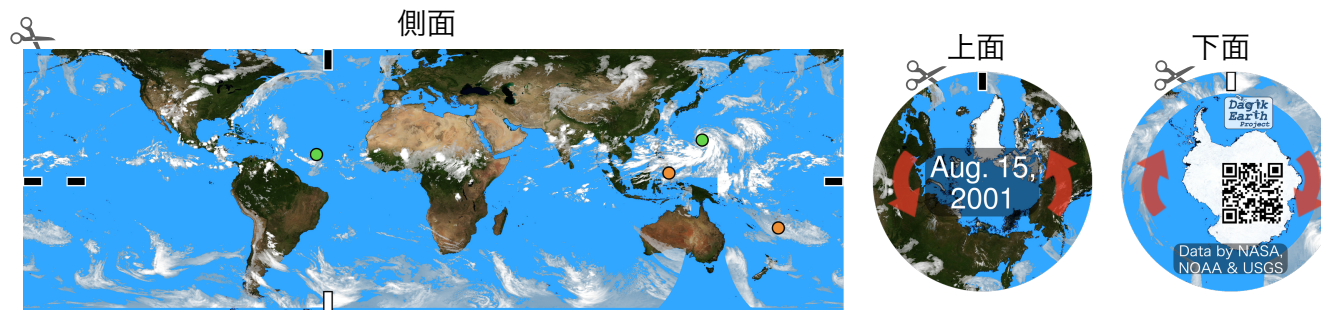 側面
上面
Aug. 15,
2001
下面
Dagik
Earth
Project
Data by NASA,
NOAA & USGS